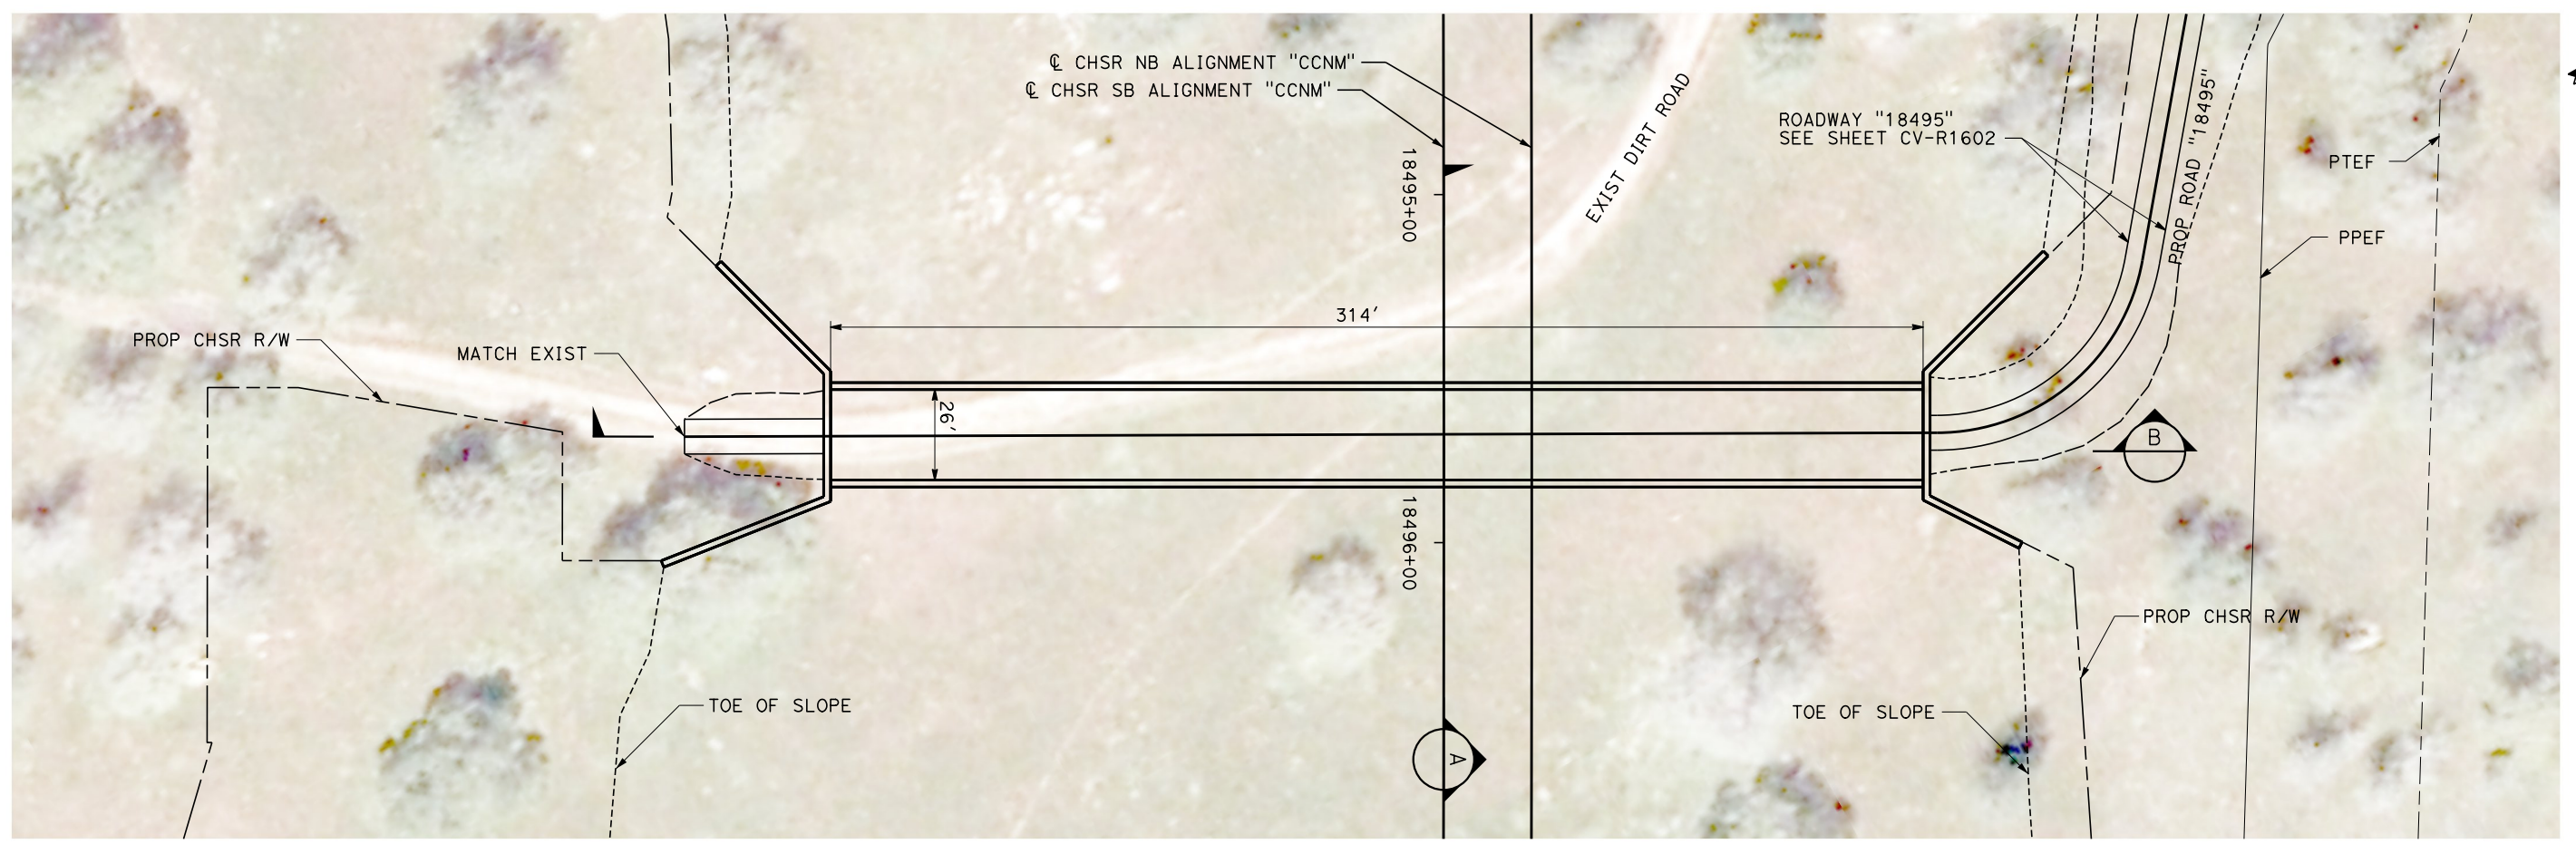 ℄ CHSR NB ALIGNMENT "CCNM"
℄ CHSR SB ALIGNMENT "CCNM"
18495+00
EXIST DIRT ROAD
ROADWAY "18495"
SEE SHEET CV-R1602
PROP ROAD "18495"
PTEF
PPEF
314'
PROP CHSR R/W
MATCH EXIST
26'
B
18496+00
PROP CHSR R/W
TOE OF SLOPE
TOE OF SLOPE
A